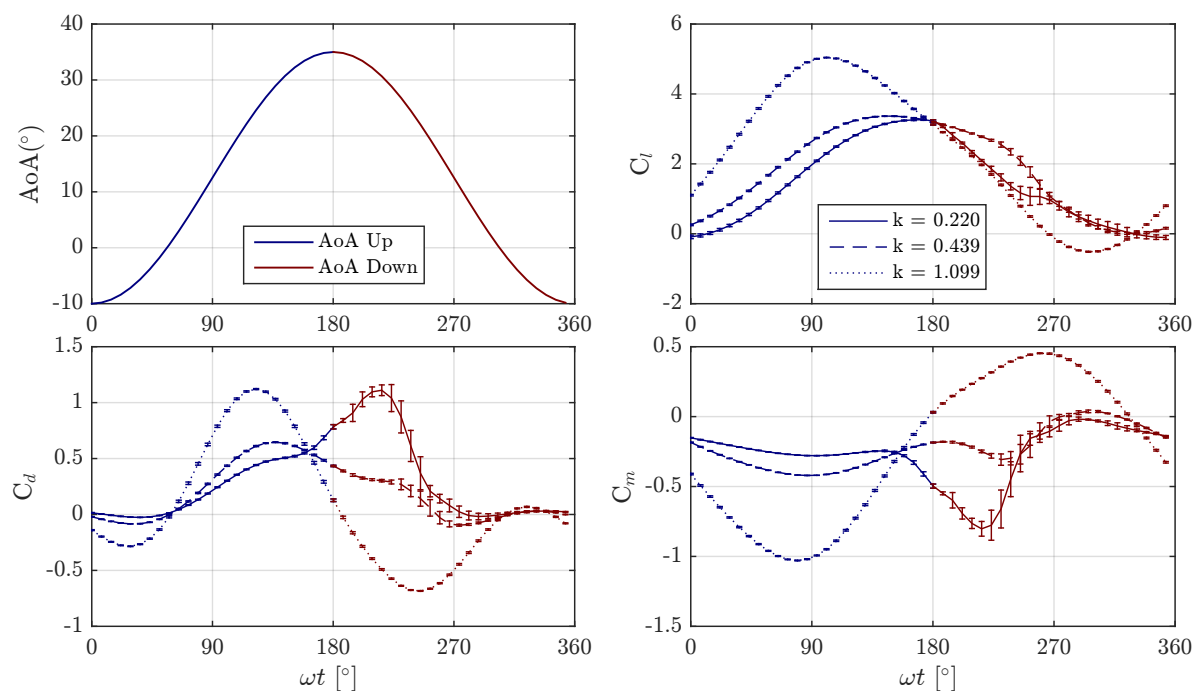 AoA(°)
40
30
20
10
0
-10
0 90 180 270 360
AoA Up
AoA Down
C_l
6
4
2
0
-2
0 90 180 270 360
k = 0.220
k = 0.439
k = 1.099
C_d
1.5
1
0.5
0
-0.5
-1
0 90 180 270 360
ωt [°]
C_m
0.5
0
-0.5
-1
-1.5
0 90 180 270 360
ωt [°]